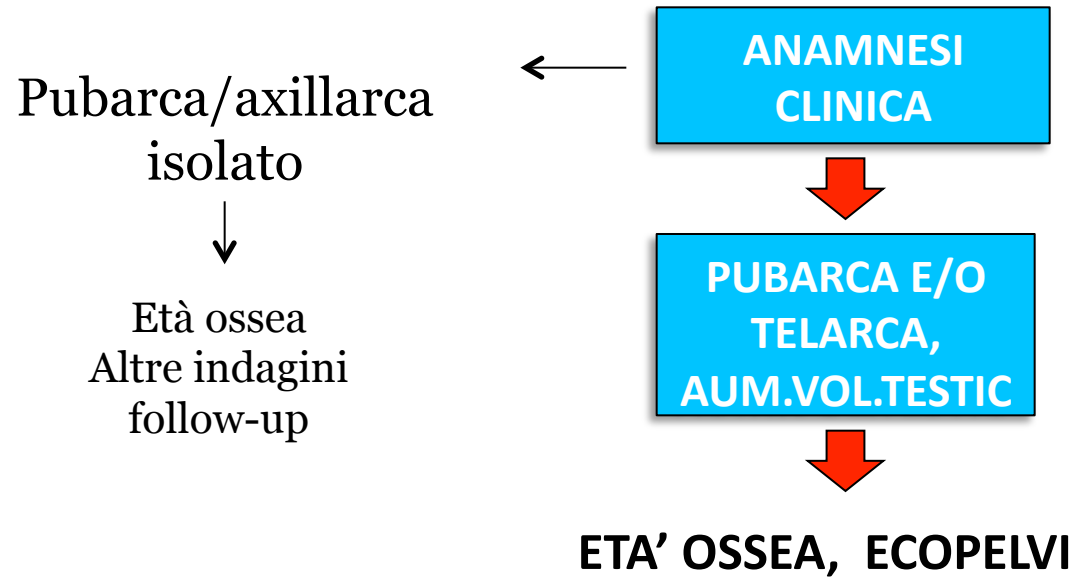 ANAMNESI
CLINICA
Pubarca/axillarca
isolato
Età ossea
Altre indagini
follow-up
PUBARCA E/O
TELARCA,
AUM.VOL.TESTIC
ETA’ OSSEA, ECOPELVI